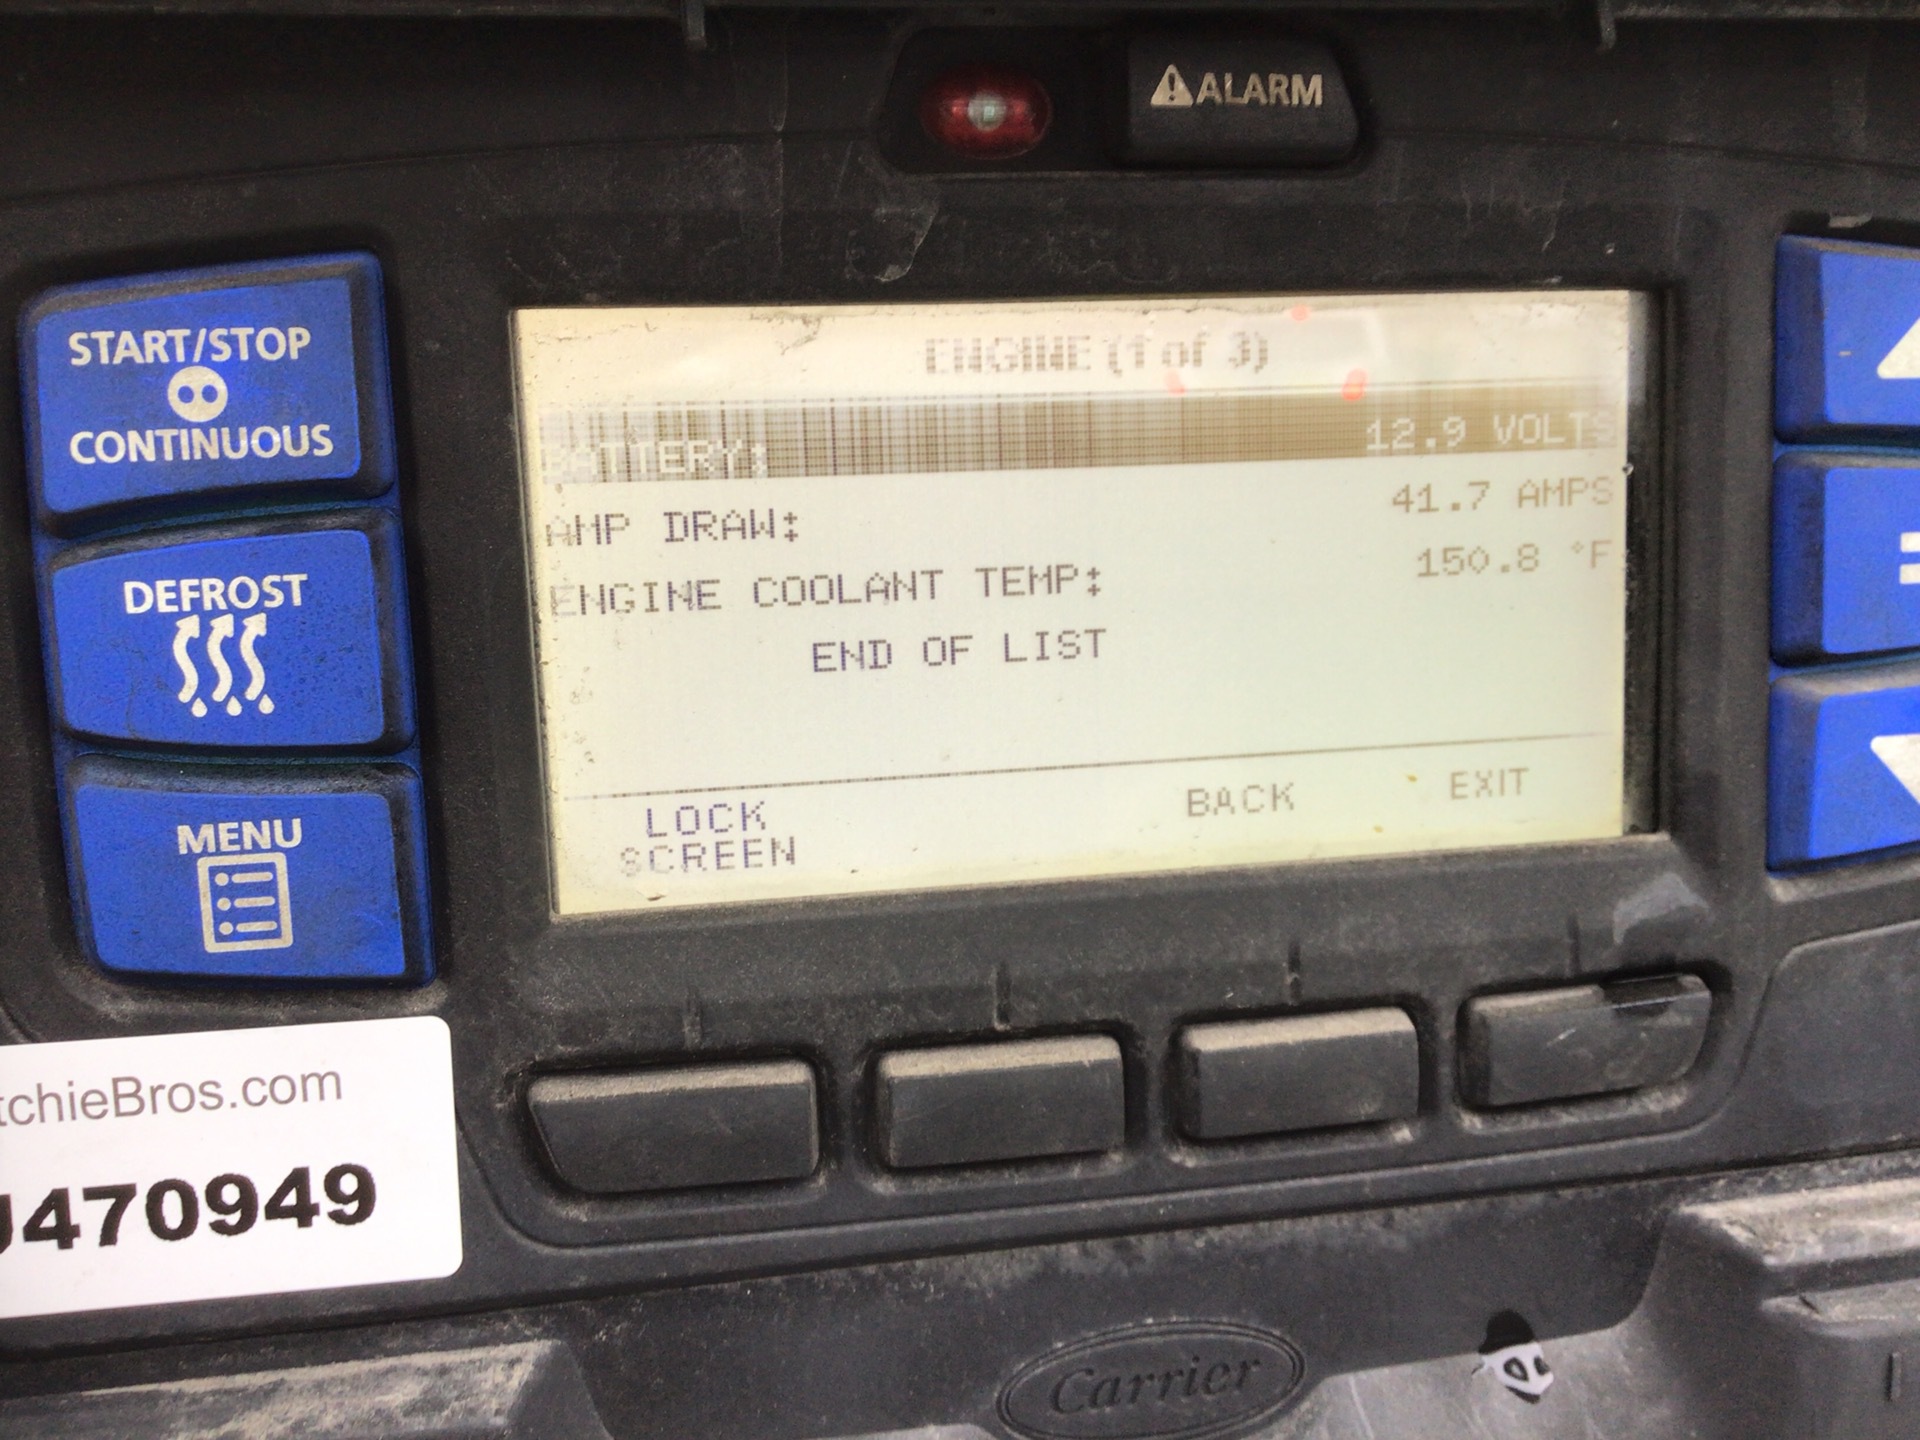 ALARM
START/STOP
CONTINUOUS
DEFROST
MENU
ENGINE (1 of 3)
BATTERY: 12.9 VOLTS
AMP DRAW: 41.7 AMPS
ENGINE COOLANT TEMP: 150.8 °F
END OF LIST
LOCK SCREEN
BACK
EXIT
tchieBros.com
J470949
Carrier